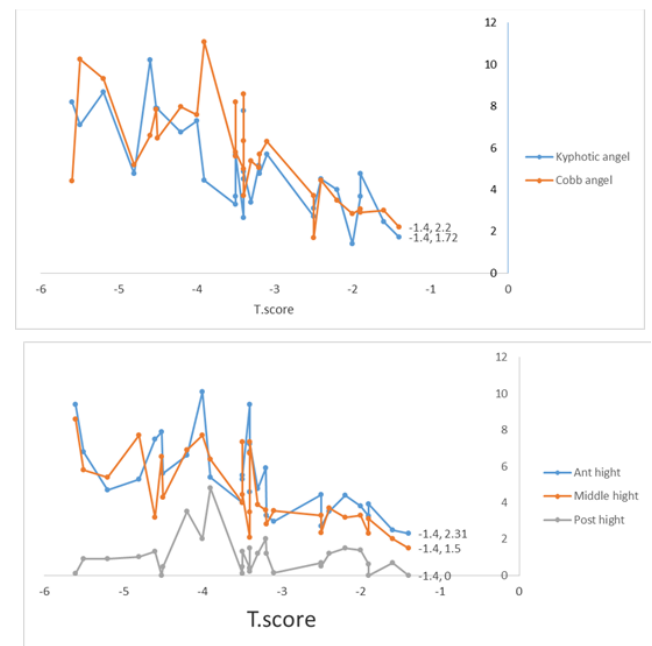 12
10
8
6
4
2
0
-6 -5 -4 -3 -2 -1 0
T.score
Kyphotic angel
Cobb angel
-1.4, 2.2
-1.4, 1.72
12
10
8
6
4
2
0
-6 -5 -4 -3 -2 -1 0
T.score
Ant hight
Middle hight
Post hight
-1.4, 2.31
-1.4, 1.5
-1.4, 0